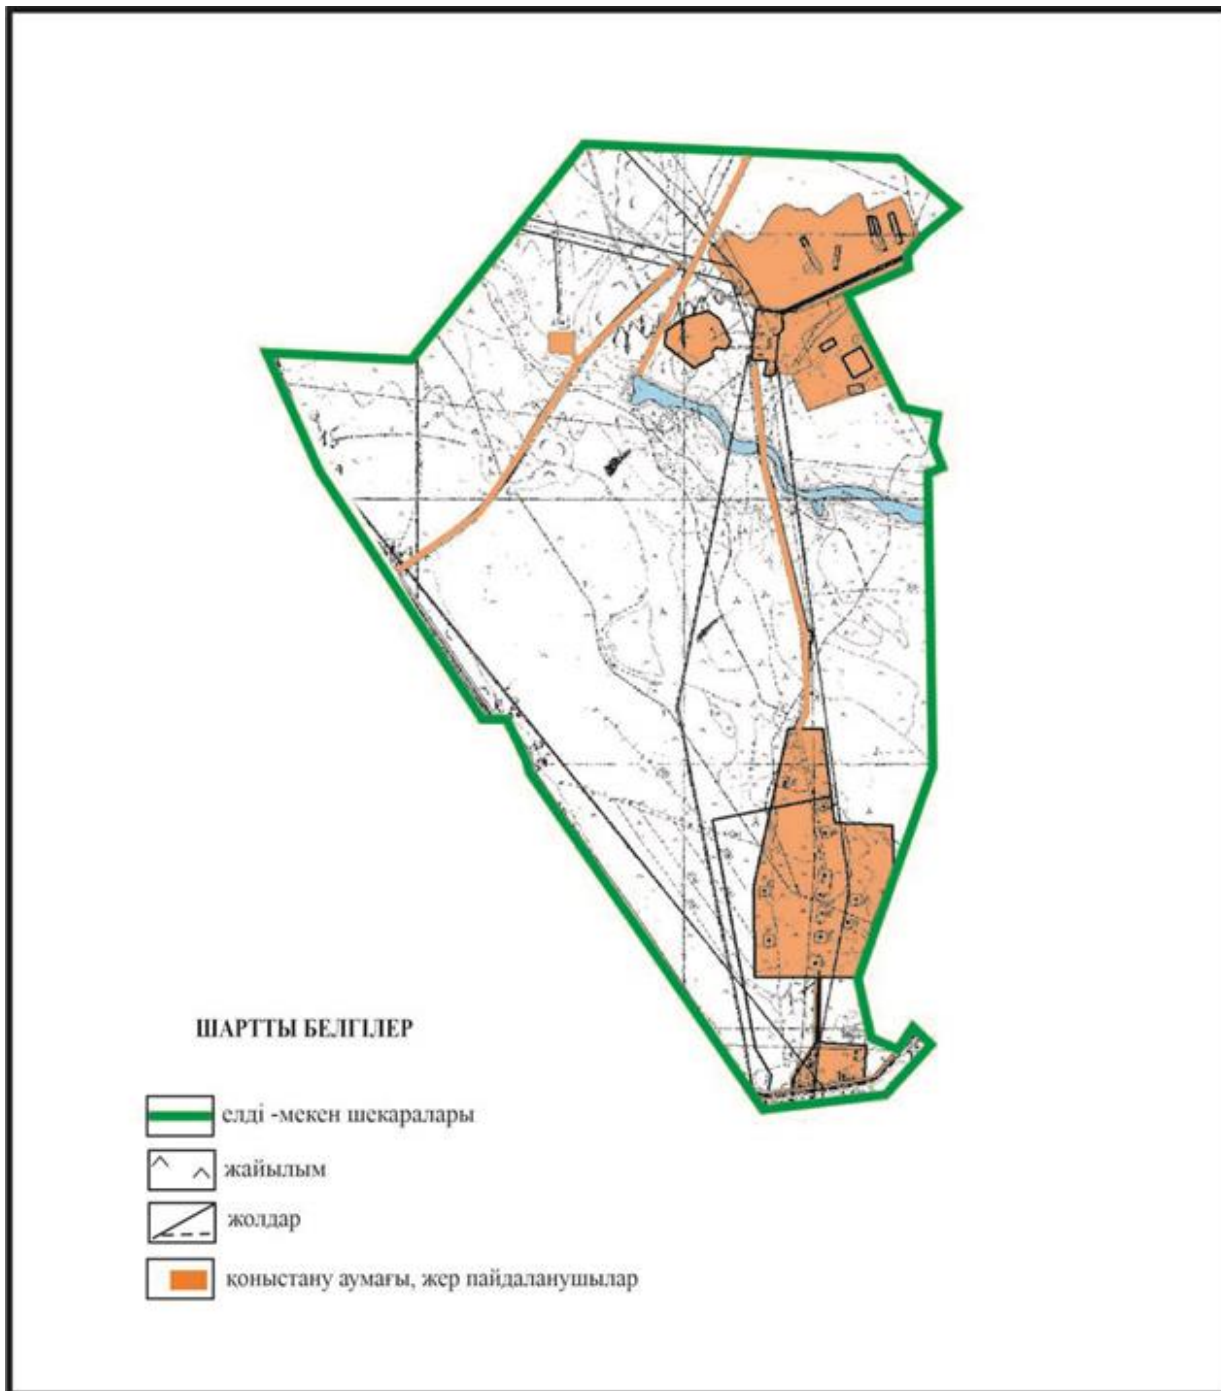 ШАРТТЫ БЕЛГІЛЕР
елді -мекен шекаралары
жайылым
жолдар
қоныстану аумағы, жер пайдаланушылар